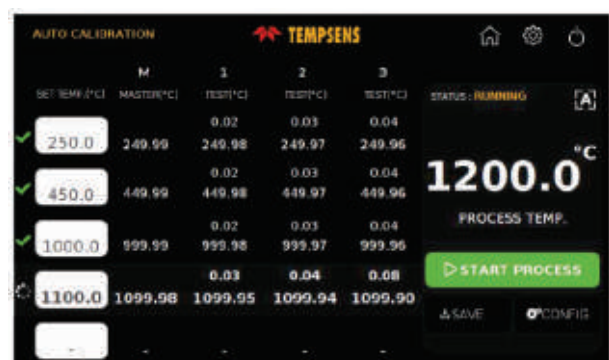 AUTO CALIBRATION TEMPSENS
M 1 2 3
SET TEMP.(°C) MASTER(°C) TEST(°C) TEST(°C) TEST(°C)
STATUS : RUNNING [A]
0.02 0.03 0.04
250.0 249.99 249.98 249.97 249.96
0.02 0.03 0.04
450.0 449.99 449.98 449.97 449.96
1200.0 °C
PROCESS TEMP.
0.02 0.03 0.04
1000.0 999.99 999.98 999.97 999.96
START PROCESS
0.03 0.04 0.08
1100.0 1099.98 1099.95 1099.94 1099.90
SAVE CONFIG
- - - - -